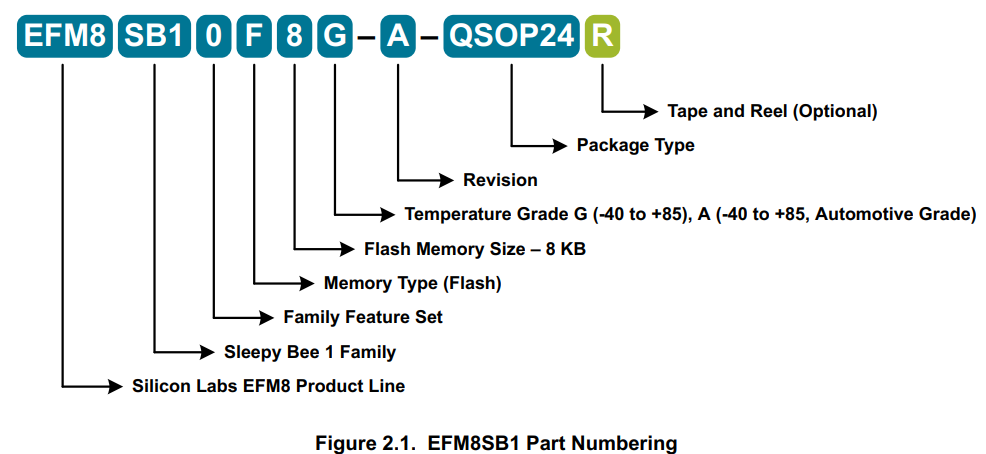 EFM8 SB1 0 F 8 G – A – QSOP24 R
Tape and Reel (Optional)
Package Type
Revision
Temperature Grade G (-40 to +85), A (-40 to +85, Automotive Grade)
Flash Memory Size – 8 KB
Memory Type (Flash)
Family Feature Set
Sleepy Bee 1 Family
Silicon Labs EFM8 Product Line
Figure 2.1. EFM8SB1 Part Numbering